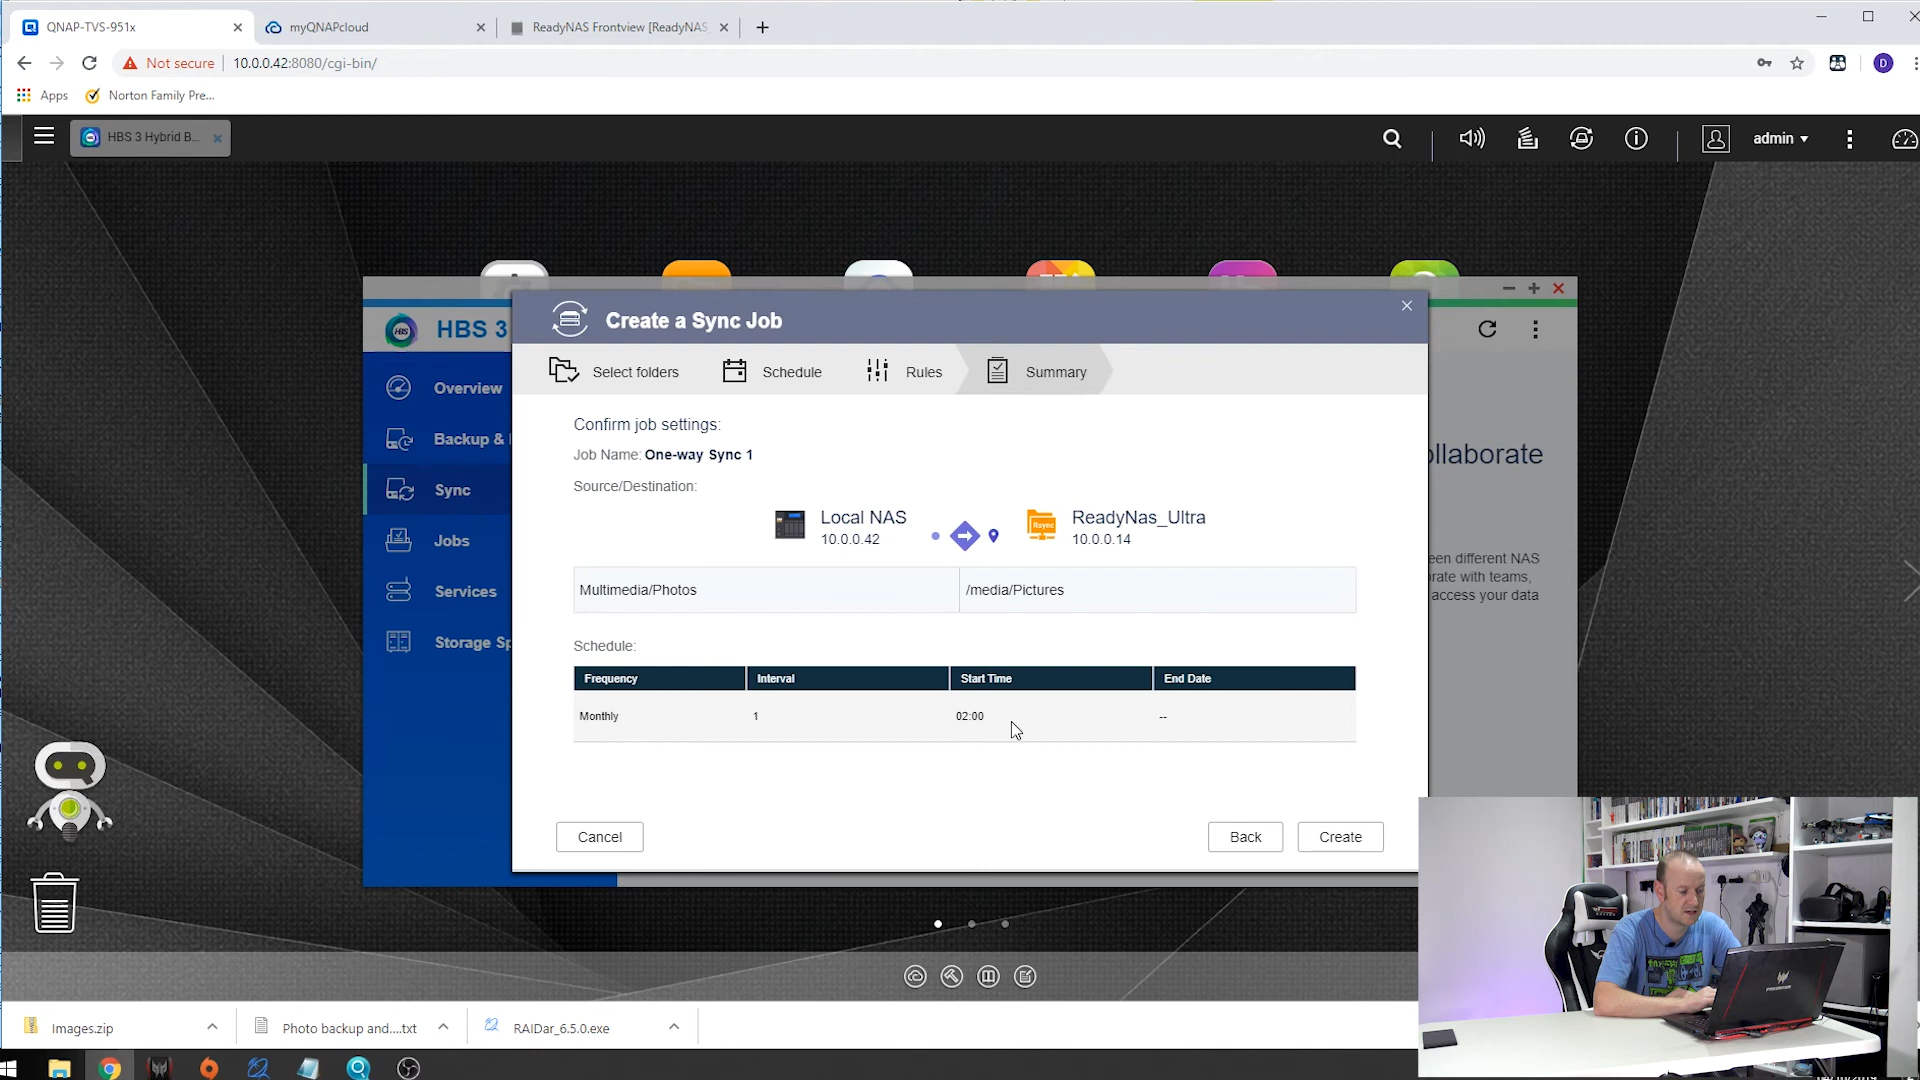 QNAP-TVS-951x
myQNAPcloud
ReadyNAS Frontview [ReadyNAS
Not secure
10.0.0.42:8080/cgi-bin/
D
Apps
Norton Family Pre...
HBS 3 Hybrid B...
admin
HBS 3
Create a Sync Job
Select folders
Schedule
Rules
Summary
Overview
Backup &
Sync
Jobs
Services
Storage Sp
Confirm job settings:
Job Name: One-way Sync 1
Source/Destination:
Local NAS
10.0.0.42
Rsync
ReadyNas_Ultra
10.0.0.14
Multimedia/Photos
/media/Pictures
Schedule:
Frequency
Interval
Start Time
End Date
Monthly
1
02:00
--
Cancel
Back
Create
ollaborate
een different NAS
orate with teams,
access your data
Images.zip
Photo backup and....txt
RAIDar_6.5.0.exe
PREDATOR